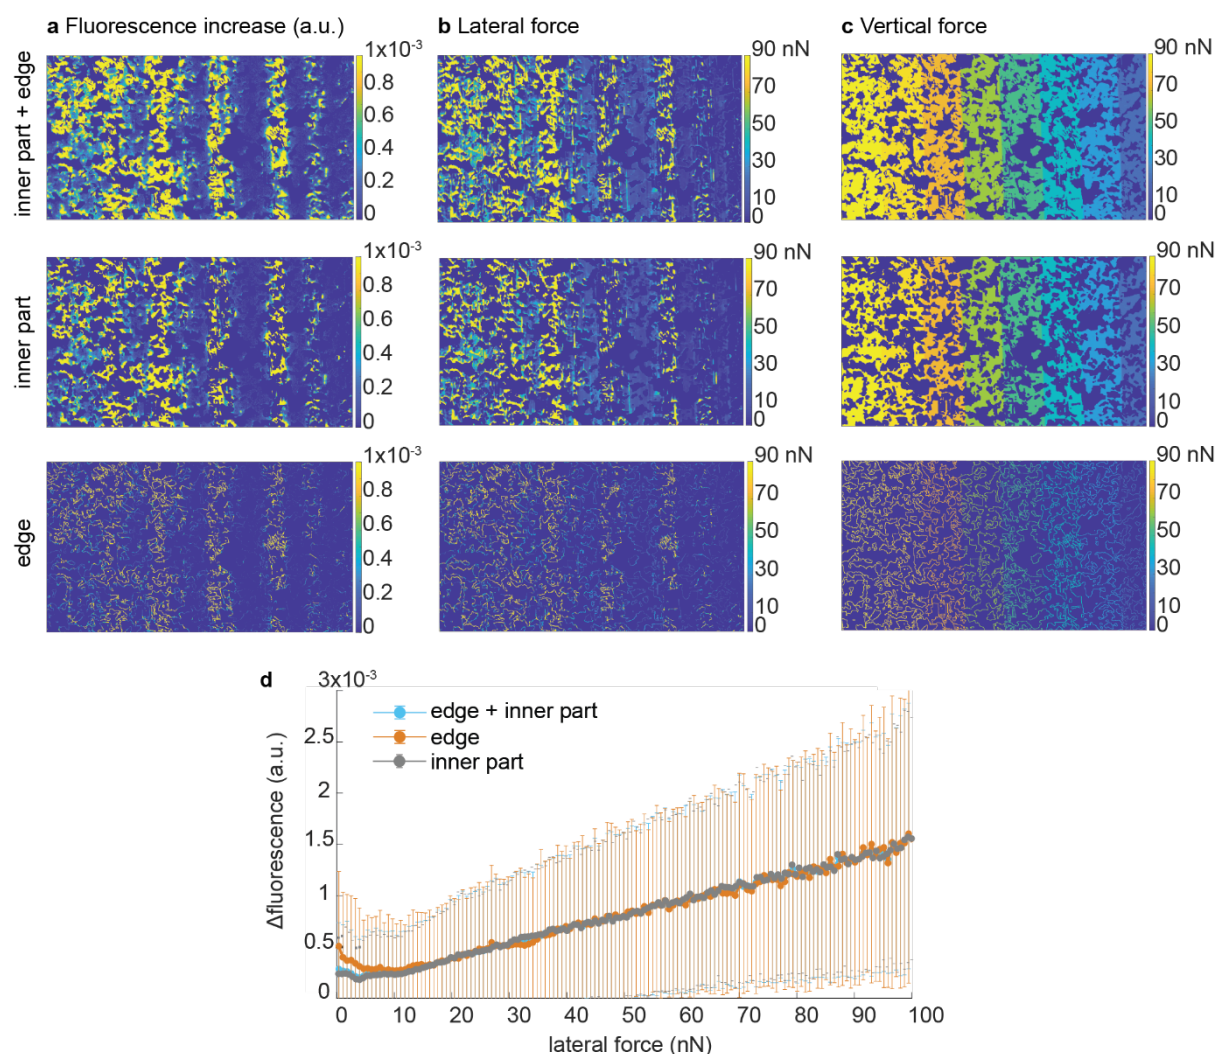 a Fluorescence increase (a.u.)
b Lateral force
c Vertical force
inner part + edge
1x10-3
0.8
0.6
0.4
0.2
0
90 nN
70
50
30
10
0
90 nN
70
50
30
10
0
inner part
1x10-3
0.8
0.6
0.4
0.2
0
90 nN
70
50
30
10
0
90 nN
70
50
30
10
0
edge
1x10-3
0.8
0.6
0.4
0.2
0
90 nN
70
50
30
10
0
90 nN
70
50
30
10
0
d
3x10-3
2.5
2
1.5
1
0.5
0
Δfluorescence (a.u.)
edge + inner part
edge
inner part
0 10 20 30 40 50 60 70 80 90 100
lateral force (nN)